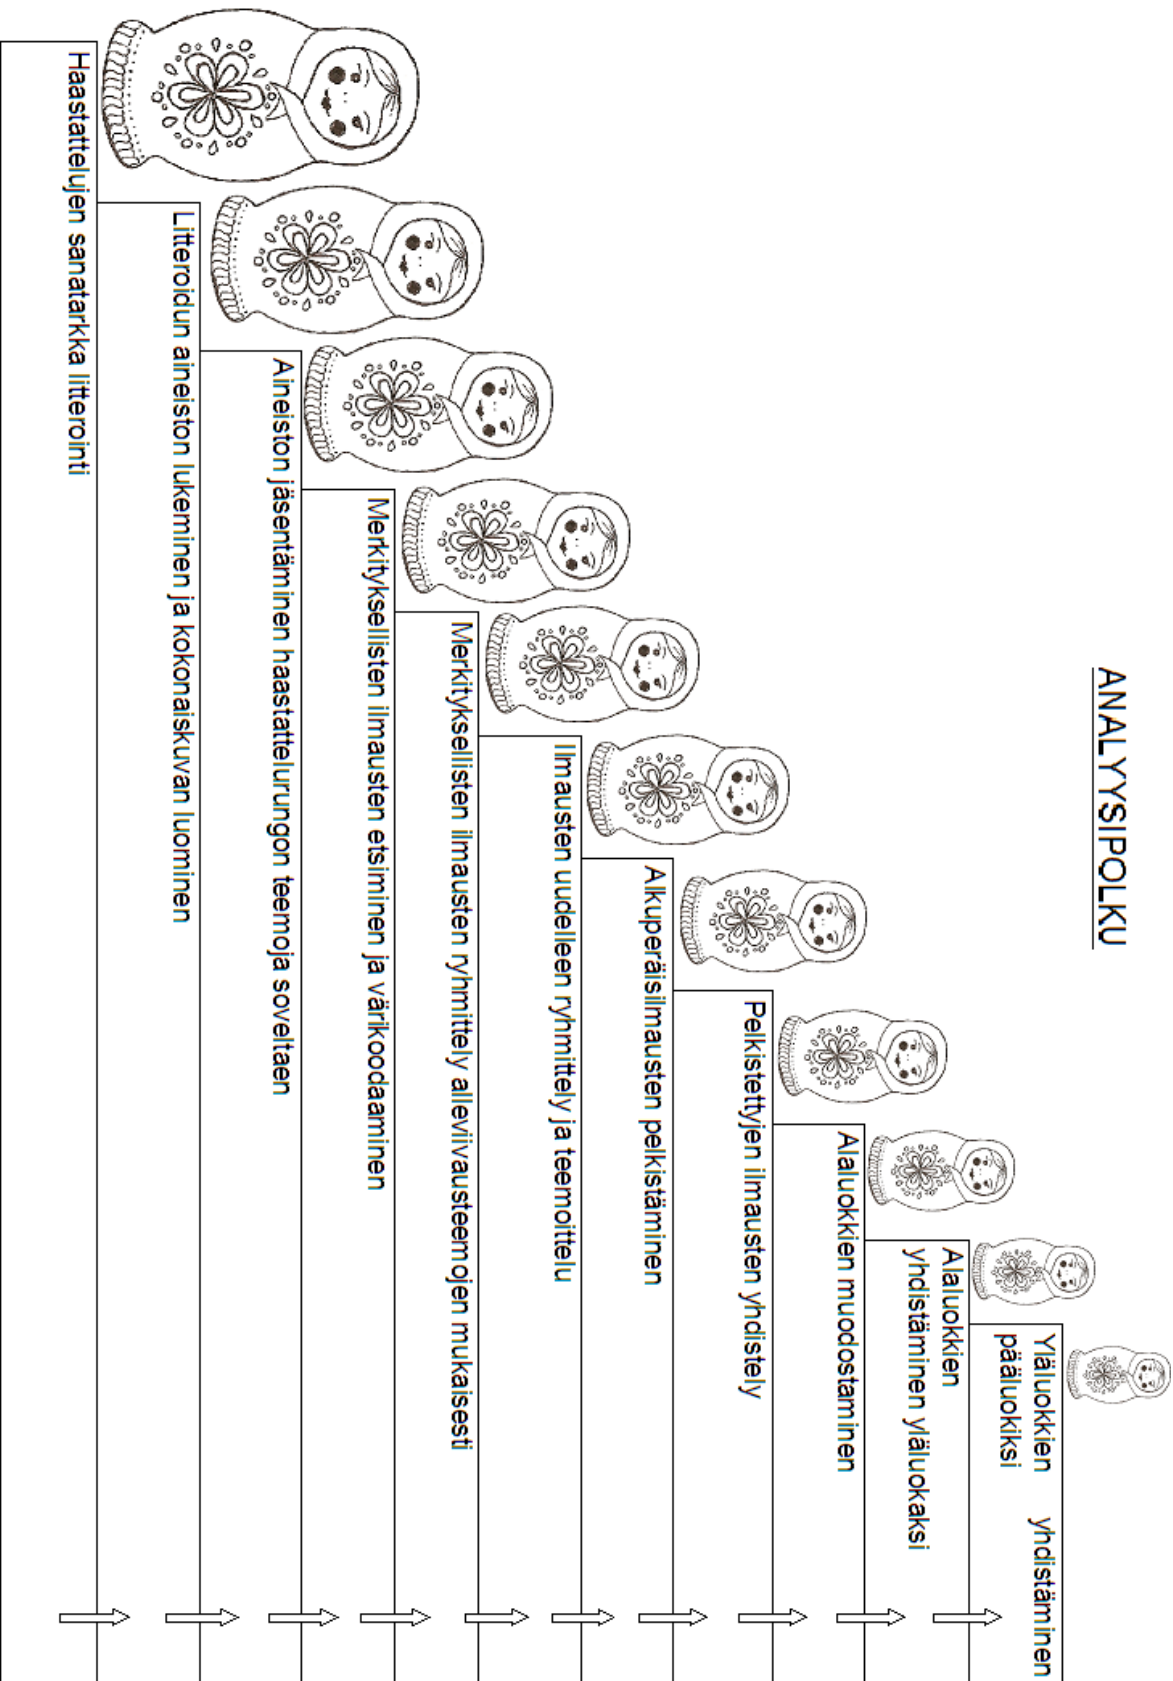 ANALYYSIPOLKU
Yläluokkien yhdistäminen
pääluokiksi
Alaluokkien
yhdistäminen yläluokaksi
Alaluokkien muodostaminen
Pelkistettyjen ilmausten yhdistely
Alkuperäisilmausten pelkistäminen
Ilmausten uudelleen ryhmittely ja teemoittelu
Merkityksellisten ilmausten ryhmittely alleviivausteemojen mukaisesti
Merkityksellisten ilmausten etsiminen ja värikoodaaminen
Aineiston jäsentäminen haastattelurungon teemoja soveltaen
Litteroidun aineiston lukeminen ja kokonaiskuvan luominen
Haastattelujen sanatarkka litterointi